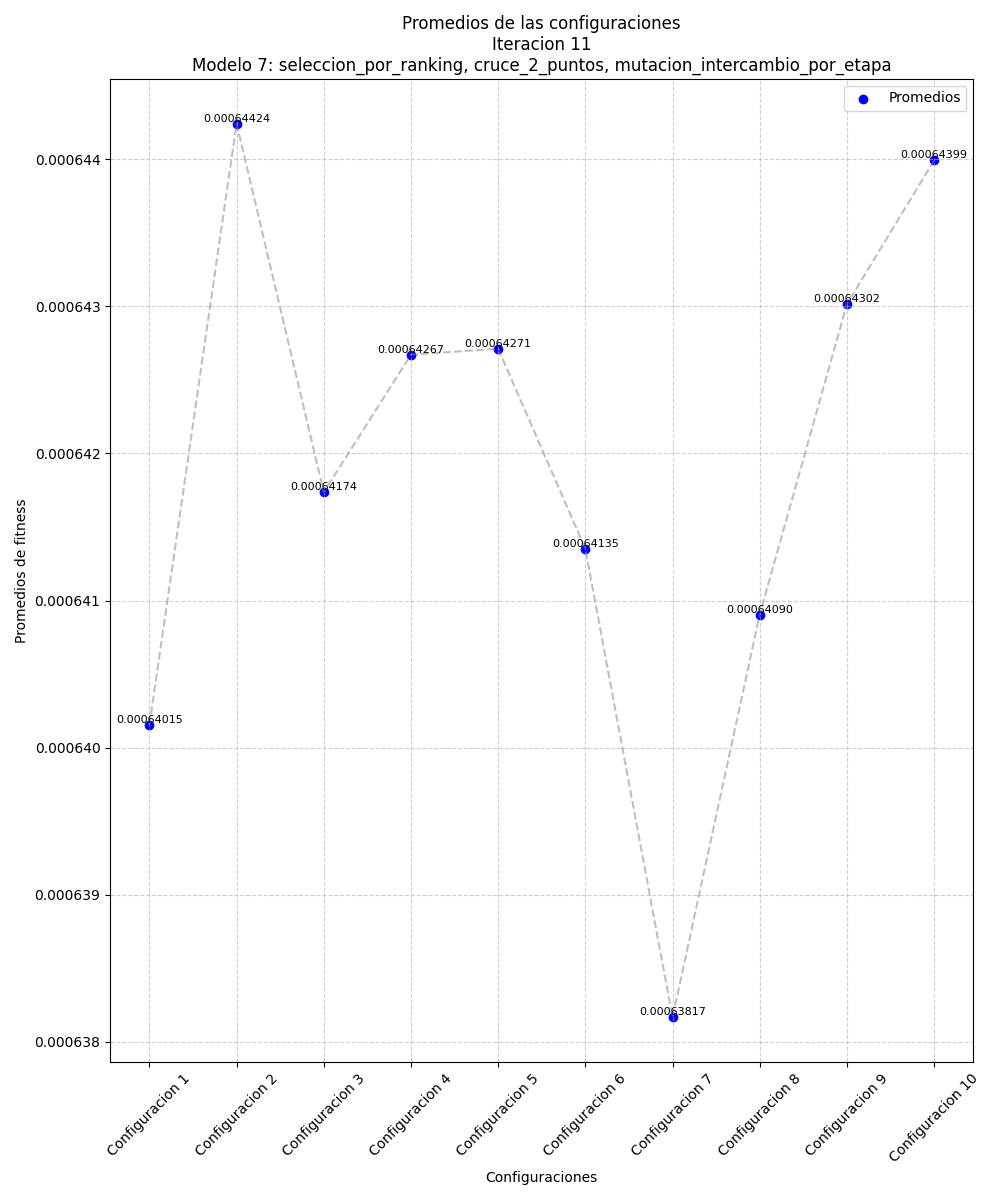 Promedios de las configuraciones
Iteracion 11
Modelo 7: seleccion_por_ranking, cruce_2_puntos, mutacion_intercambio_por_etapa
Promedios
0.00064424
0.00064399
0.000644
0.00064302
0.000643
0.00064267
0.00064271
0.000642
0.00064174
0.00064135
Promedios de fitness
0.000641
0.00064090
0.00064015
0.000640
0.000639
0.00063817
0.000638
Configuracion 1
Configuracion 2
Configuracion 3
Configuracion 4
Configuracion 5
Configuracion 6
Configuracion 7
Configuracion 8
Configuracion 9
Configuracion 10
Configuraciones